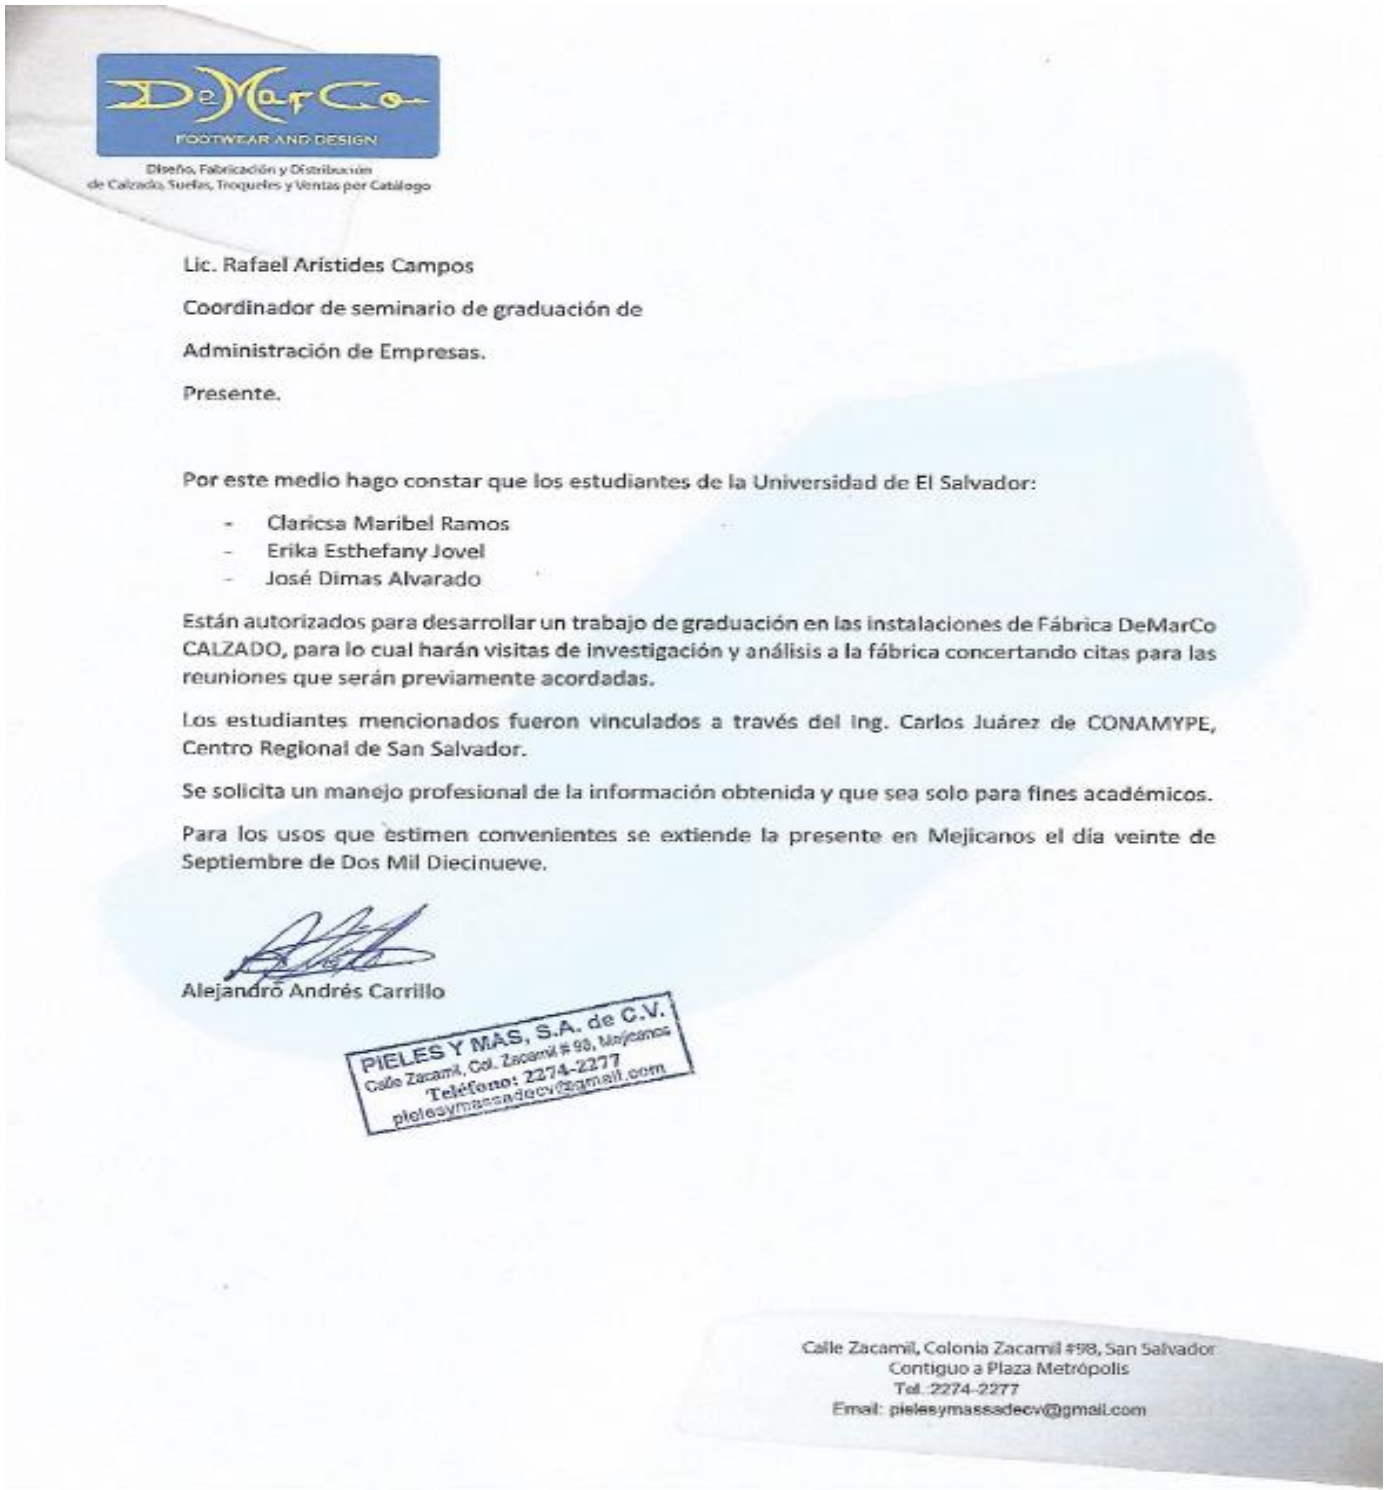 DeMarCo
FOOTWEAR AND DESIGN
Diseño, Fabricación y Distribución
de Calzado, Suelas, Troqueles y Ventas por Catálogo
Lic. Rafael Arístides Campos
Coordinador de seminario de graduación de
Administración de Empresas.
Presente.
Por este medio hago constar que los estudiantes de la Universidad de El Salvador:
- Claricsa Maribel Ramos
- Erika Esthefany Jovel
- José Dimas Alvarado
Están autorizados para desarrollar un trabajo de graduación en las instalaciones de Fábrica DeMarCo
CALZADO, para lo cual harán visitas de investigación y análisis a la fábrica concertando citas para las
reuniones que serán previamente acordadas.
Los estudiantes mencionados fueron vinculados a través del Ing. Carlos Juárez de CONAMYPE,
Centro Regional de San Salvador.
Se solicita un manejo profesional de la información obtenida y que sea solo para fines académicos.
Para los usos que estimen convenientes se extiende la presente en Mejicanos el día veinte de
Septiembre de Dos Mil Diecinueve.
Alejandro Andrés Carrillo
PIELES Y MAS, S.A. de C.V.
Calle Zacamil, Col. Zacamil # 98, Mejicanos
Teléfono: 2274-2277
pielesymassadecv@gmail.com
Calle Zacamil, Colonia Zacamil #98, San Salvador
Contiguo a Plaza Metrópolis
Tel.:2274-2277
Email: pielesymassadecv@gmail.com